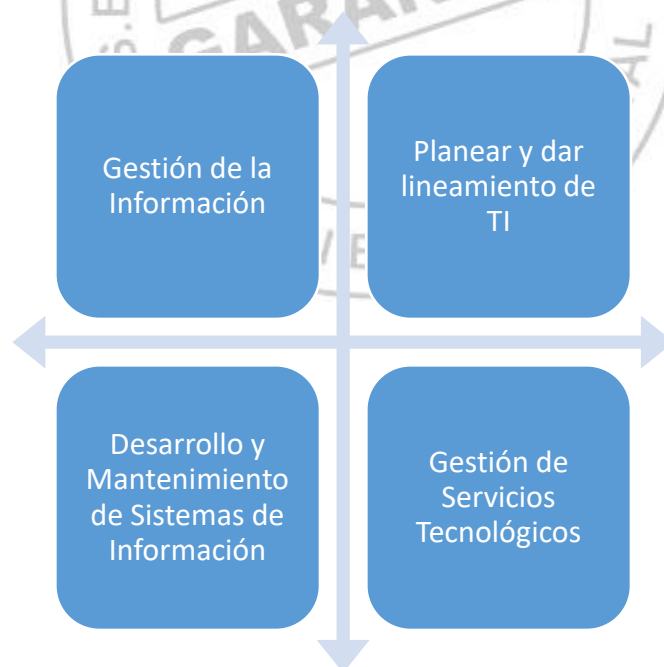 GARAN
Gestión de la
Información
Planear y dar
lineamiento de
TI
Desarrollo y
Mantenimiento
de Sistemas de
Información
Gestión de
Servicios
Tecnológicos